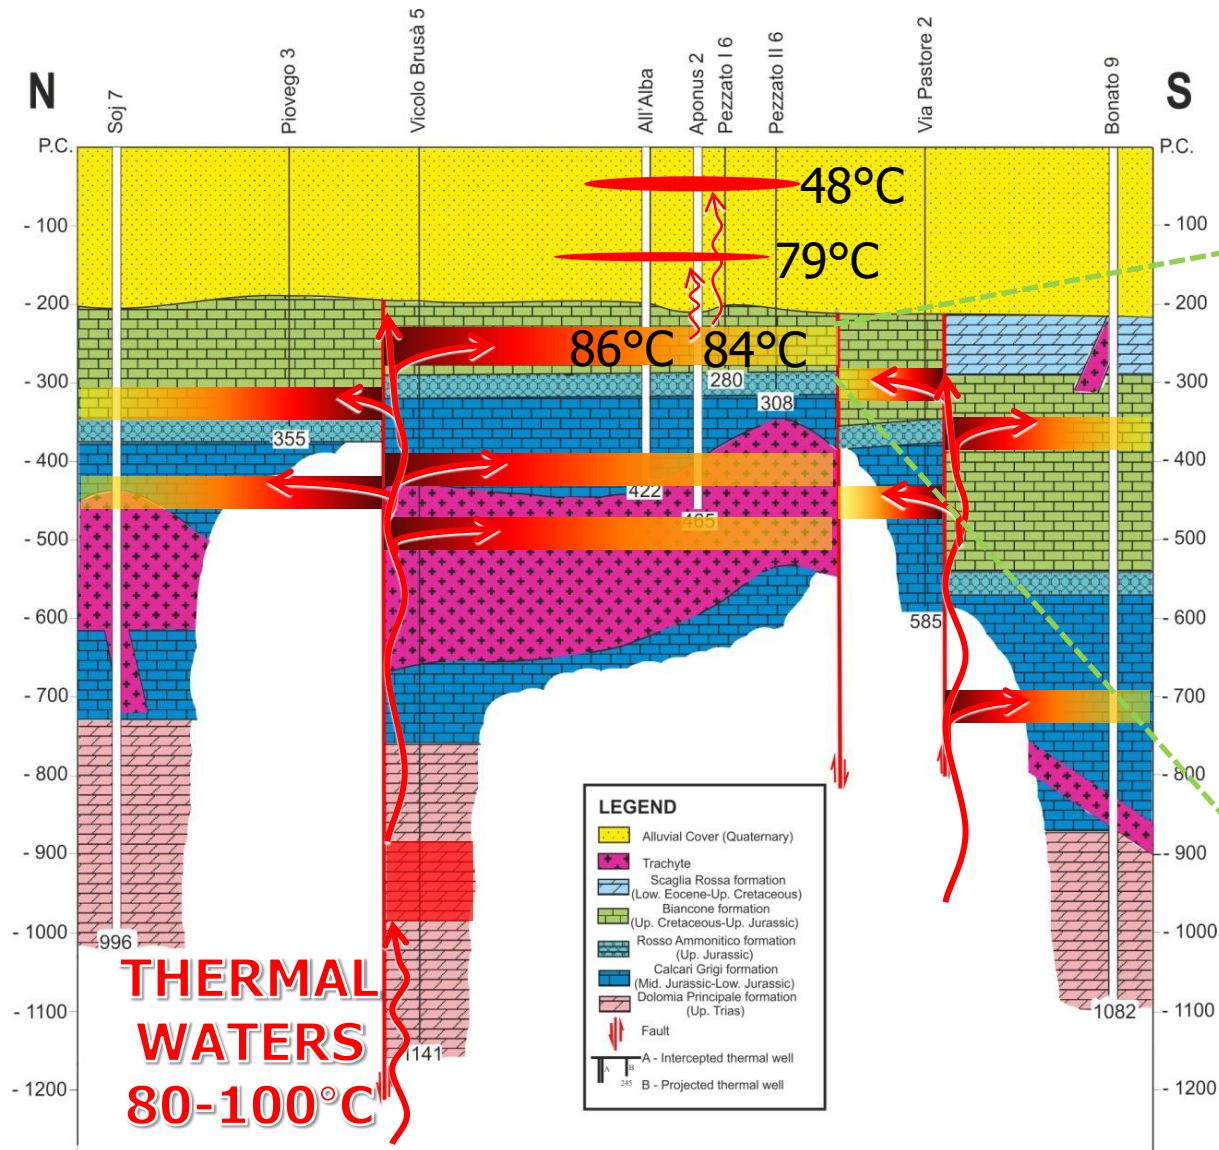 N
S
Soj 7
Piovego 3
Vicolo Brusà 5
All'Alba
Aponus 2
Pezzato I 6
Pezzato II 6
Via Pastore 2
Bonato 9
P.C.
P.C.
- 100
- 200
- 300
- 400
- 500
- 600
- 700
- 800
- 900
- 1000
- 1100
- 1200
- 100
- 200
- 300
- 400
- 500
- 600
- 700
- 800
- 900
- 1000
- 1100
- 1200
48°C
79°C
86°C
84°C
280
308
355
422
465
585
996
1141
1082
THERMAL
WATERS
80-100°C
LEGEND
Alluvial Cover (Quaternary)
Trachyte
Scaglia Rossa formation
(Low. Eocene-Up. Cretaceous)
Biancone formation
(Up. Cretaceous-Up. Jurassic)
Rosso Ammonitico formation
(Up. Jurassic)
Calcari Grigi formation
(Mid. Jurassic-Low. Jurassic)
Dolomia Principale formation
(Up. Trias)
Fault
A
B
245
A - Intercepted thermal well
B - Projected thermal well